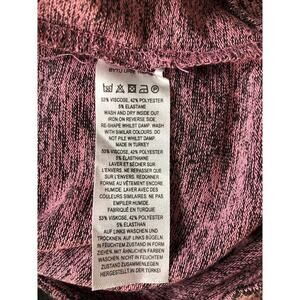 53% VISCOSE, 42% POLYESTER
5% ELASTANE
WASH AND DRY INSIDE OUT
IRON ON REVERSE SIDE.
RE-SHAPE WHILST DAMP. WASH
WITH SIMILAR COLOURS. DO
NOT PILE WHILST DAMP.
MADE IN TURKEY
53% VISCOSE, 42% POLYESTER
5% ELASTHANNE
LAVER ET SÉCHER SUR
L'ENVERS. NE REPASSER QUE
SUR L'ENVERS. REDONNER
FORME AU VÊTEMENT ENCORE
HUMIDE. LAVER AVEC DES
COULEURS SIMILAIRES. NE PAS
EMPILER HUMIDE.
FABRIQUÉ EN TURQUIE
53% VISKOSE, 42% POLYESTER
5% ELASTHAN
AUF LINKS WASCHEN UND
TROCKNEN. AUF LINKS BÜGELN.
IN FEUCHTEM ZUSTAND IN FORM
ZIEHEN. MIT ÄHNLICHEN FARBEN
WASCHEN. NICHT IN FEUCHTEM
ZUSTAND ZUSAMMENLEGEN
HERGESTELLT IN DER TÜRKEI